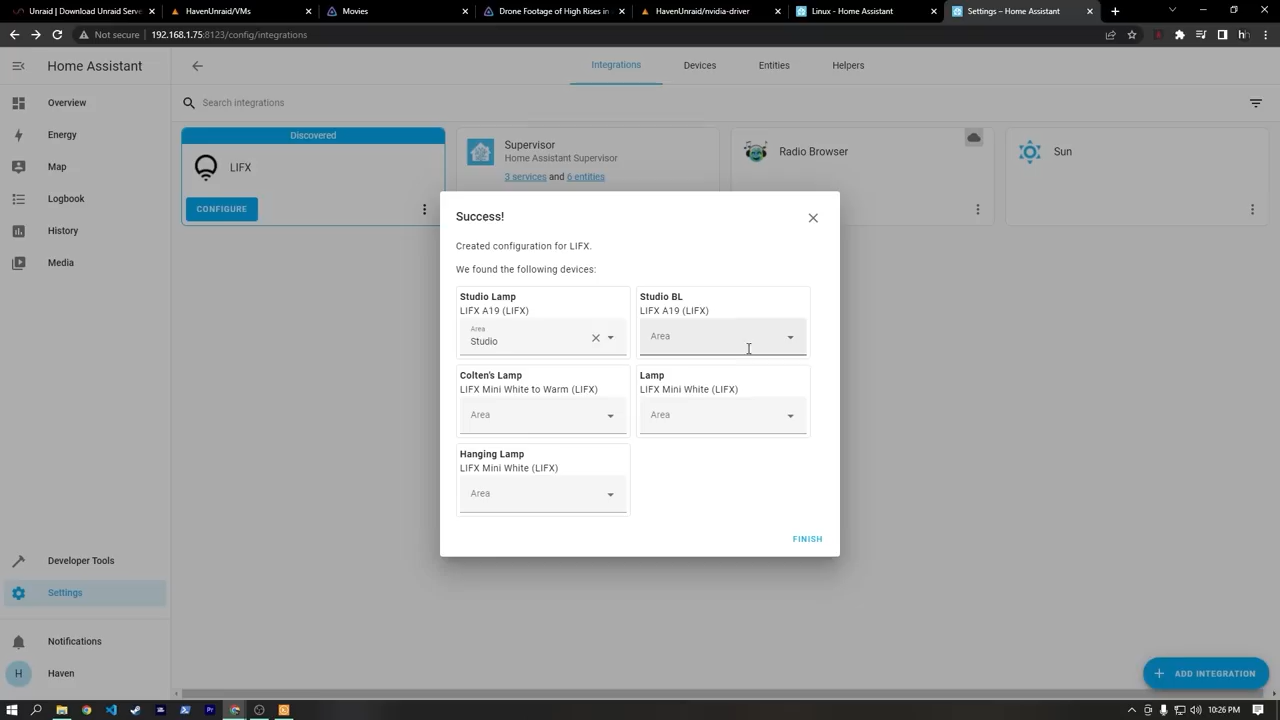 Unraid | Download Unraid Server
HavenUnraid/VMs
Movies
Drone Footage of High Rises in
HavenUnraid/nvidia-driver
Linux - Home Assistant
Settings - Home Assistant
Not secure | 192.168.1.75:8123/config/integrations
Home Assistant
Integrations
Devices
Entities
Helpers
Search integrations
Overview
Energy
Map
Logbook
History
Media
Developer Tools
Settings
Notifications
H
Haven
Discovered
LIFX
CONFIGURE
Supervisor
Home Assistant Supervisor
3 services and 6 entities
Radio Browser
Sun
Success!
Created configuration for LIFX.
We found the following devices:
Studio Lamp
LIFX A19 (LIFX)
Area
Studio
Studio BL
LIFX A19 (LIFX)
Area
Colten's Lamp
LIFX Mini White to Warm (LIFX)
Area
Lamp
LIFX Mini White (LIFX)
Area
Hanging Lamp
LIFX Mini White (LIFX)
Area
FINISH
ADD INTEGRATION
10:26 PM